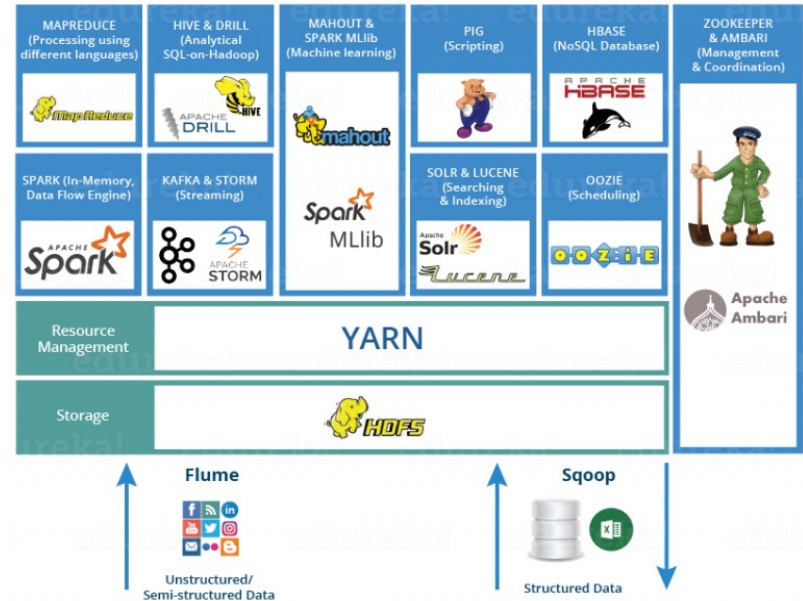 MAPREDUCE
(Processing using
different languages)
Map Reduce
HIVE & DRILL
(Analytical
SQL-on-Hadoop)
APACHE
DRILL
HIVE
MAHOUT &
SPARK MLlib
(Machine learning)
mahout
Spark
MLlib
PIG
(Scripting)
HBASE
(NoSQL Database)
APACHE
HBASE
ZOOKEEPER
& AMBARI
(Management
& Coordination)
Apache
Ambari
SPARK (In-Memory,
Data Flow Engine)
APACHE
Spark
KAFKA & STORM
(Streaming)
APACHE
STORM
SOLR & LUCENE
(Searching
& Indexing)
Apache
Solr
Lucene
OOZIE
(Scheduling)
OOZiE
Resource
Management
YARN
Storage
HDFS
Flume
Unstructured/
Semi-structured Data
Sqoop
Structured Data
edureka!